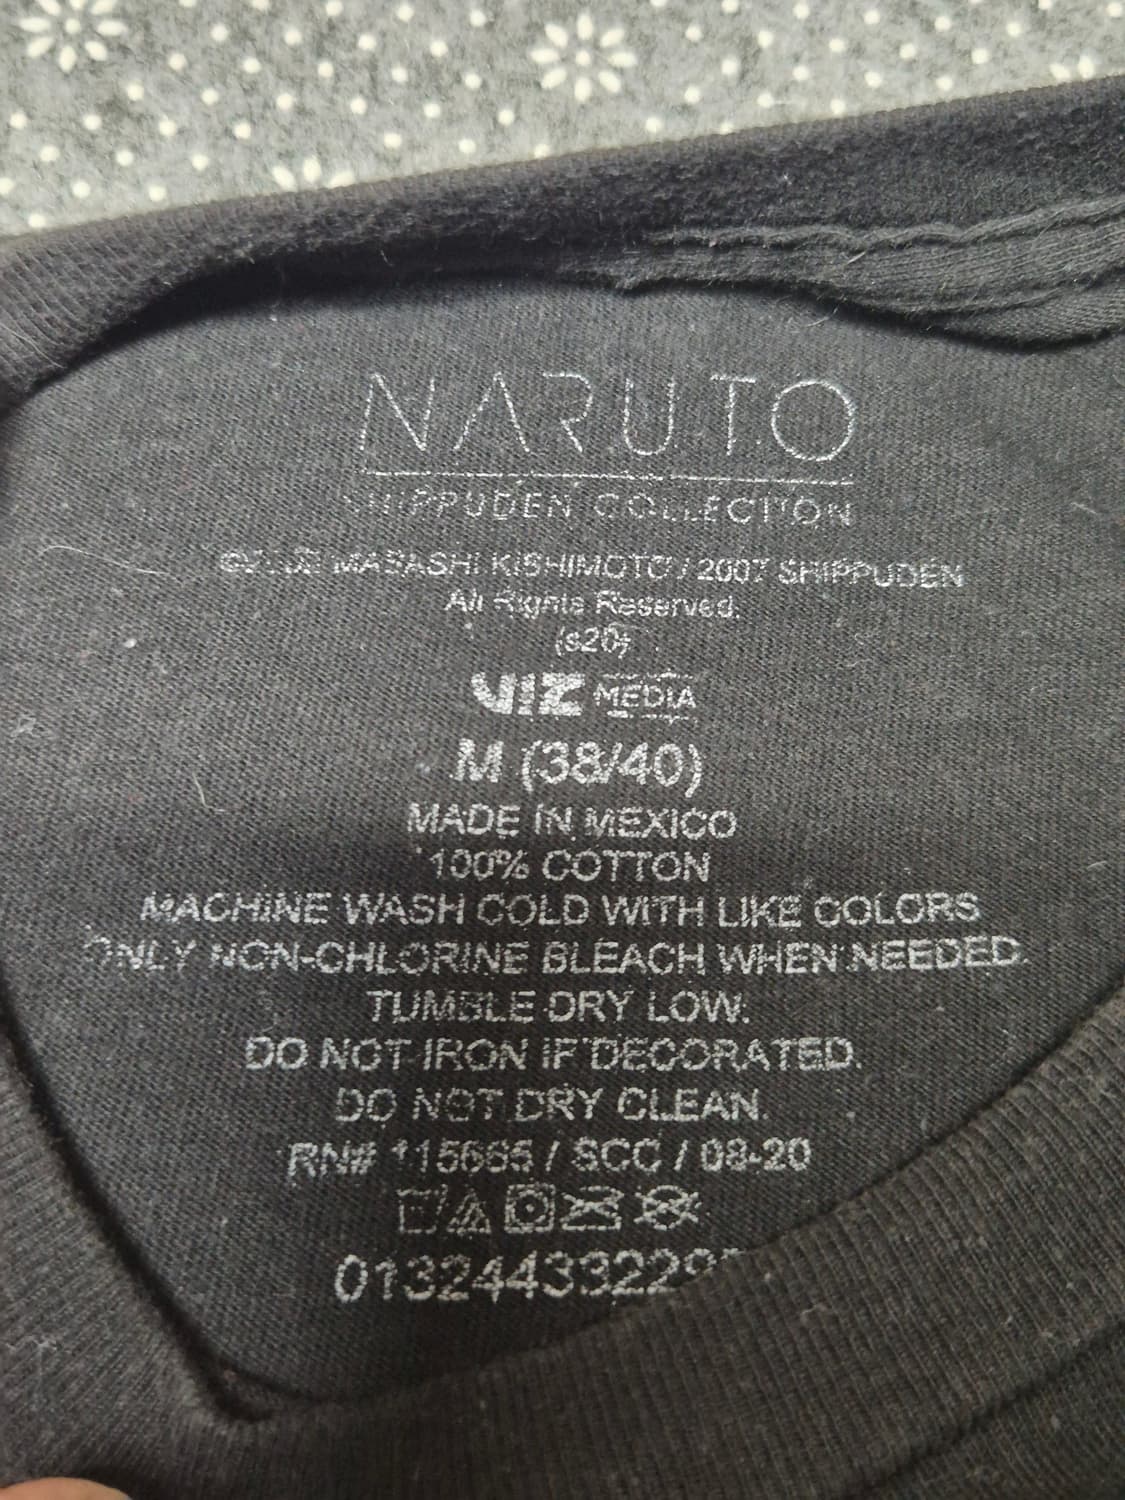 NARUTO
SHIPPUDEN COLLECTION
MASASHI KISHIMOTO / 2007 SHIPPUDEN
All Rights Reserved.
(s20)
VIZ MEDIA
M (38/40)
MADE IN MEXICO
100% COTTON
MACHINE WASH COLD WITH LIKE COLORS
ONLY NON-CHLORINE BLEACH WHEN NEEDED.
TUMBLE DRY LOW.
DO NOT IRON IF DECORATED.
DO NOT DRY CLEAN.
RN# 115665 / SCC / 08-20